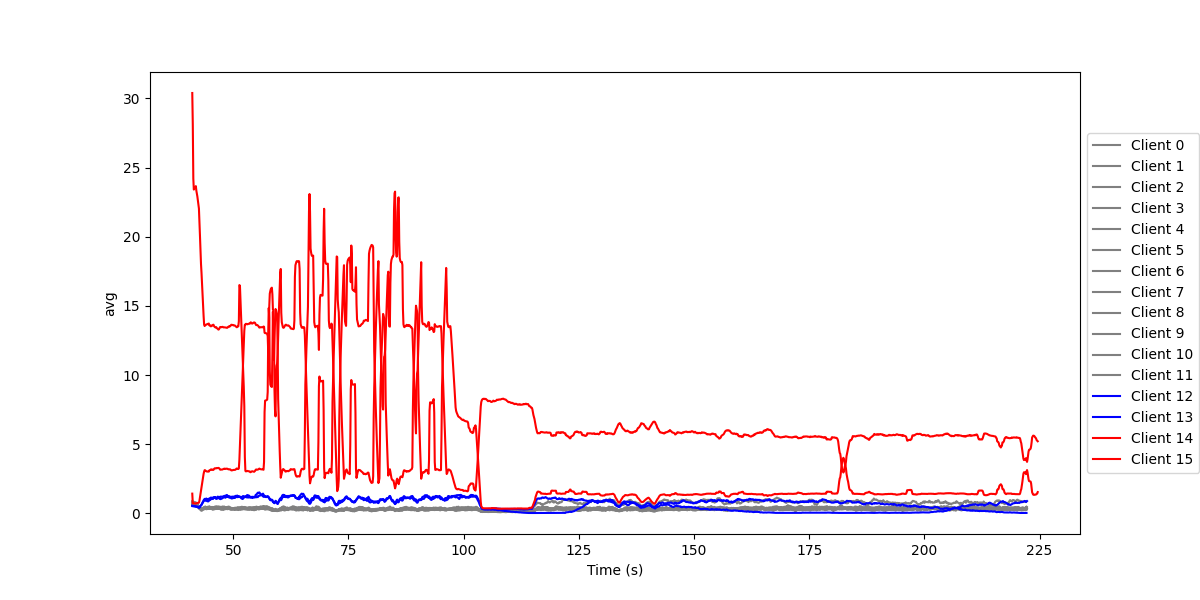 30
25
20
15
10
5
0
avg
50
75
100
125
150
175
200
225
Time (s)
Client 0
Client 1
Client 2
Client 3
Client 4
Client 5
Client 6
Client 7
Client 8
Client 9
Client 10
Client 11
Client 12
Client 13
Client 14
Client 15